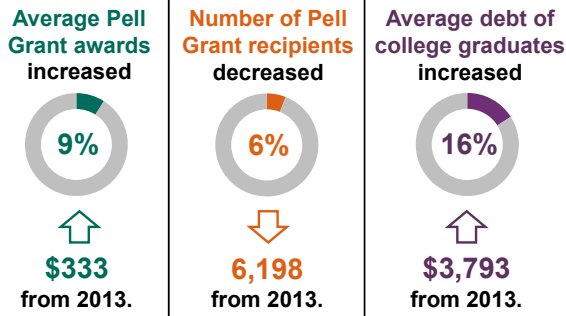 Average Pell
Grant awards
increased
9%
$333
from 2013.
Number of Pell
Grant recipients
decreased
6%
6,198
from 2013.
Average debt of
college graduates
increased
16%
$3,793
from 2013.